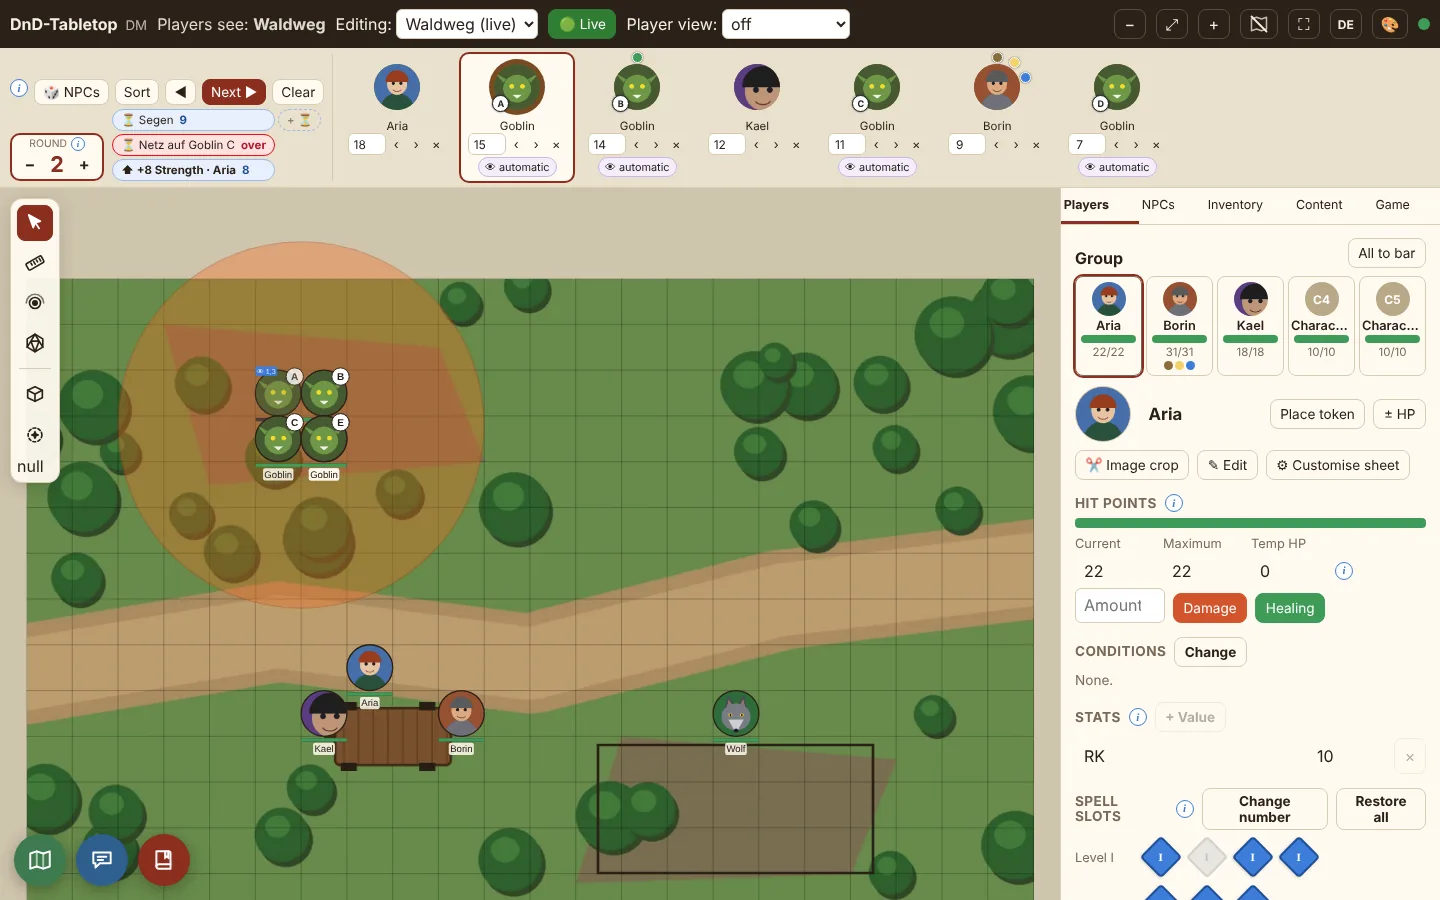 DnD-Tabletop DM Players see: Waldweg Editing: Waldweg (live) Live Player view: off
− + DE
i NPCs Sort Next Clear
Segen 9 +
ROUND i Netz auf Goblin C over
− 2 + +8 Strength · Aria 8
A B C D
Aria Goblin Goblin Kael Goblin Borin Goblin
18 ‹ › × 15 ‹ › × 14 ‹ › × 12 ‹ › × 11 ‹ › × 9 ‹ › × 7 ‹ › ×
automatic automatic automatic automatic
null
1,3
A B
C E
Goblin Goblin
Aria
Kael Borin Wolf
Players NPCs Inventory Content Game
Group All to bar
C4 C5
Aria Borin Kael Charac... Charac...
22/22 31/31 18/18 10/10 10/10
Aria Place token ± HP
Image crop Edit Customise sheet
HIT POINTS i
Current Maximum Temp HP
22 22 0 i
Amount Damage Healing
CONDITIONS Change
None.
STATS i + Value
RK 10 ×
SPELL SLOTS i Change number Restore all
Level I I I I I